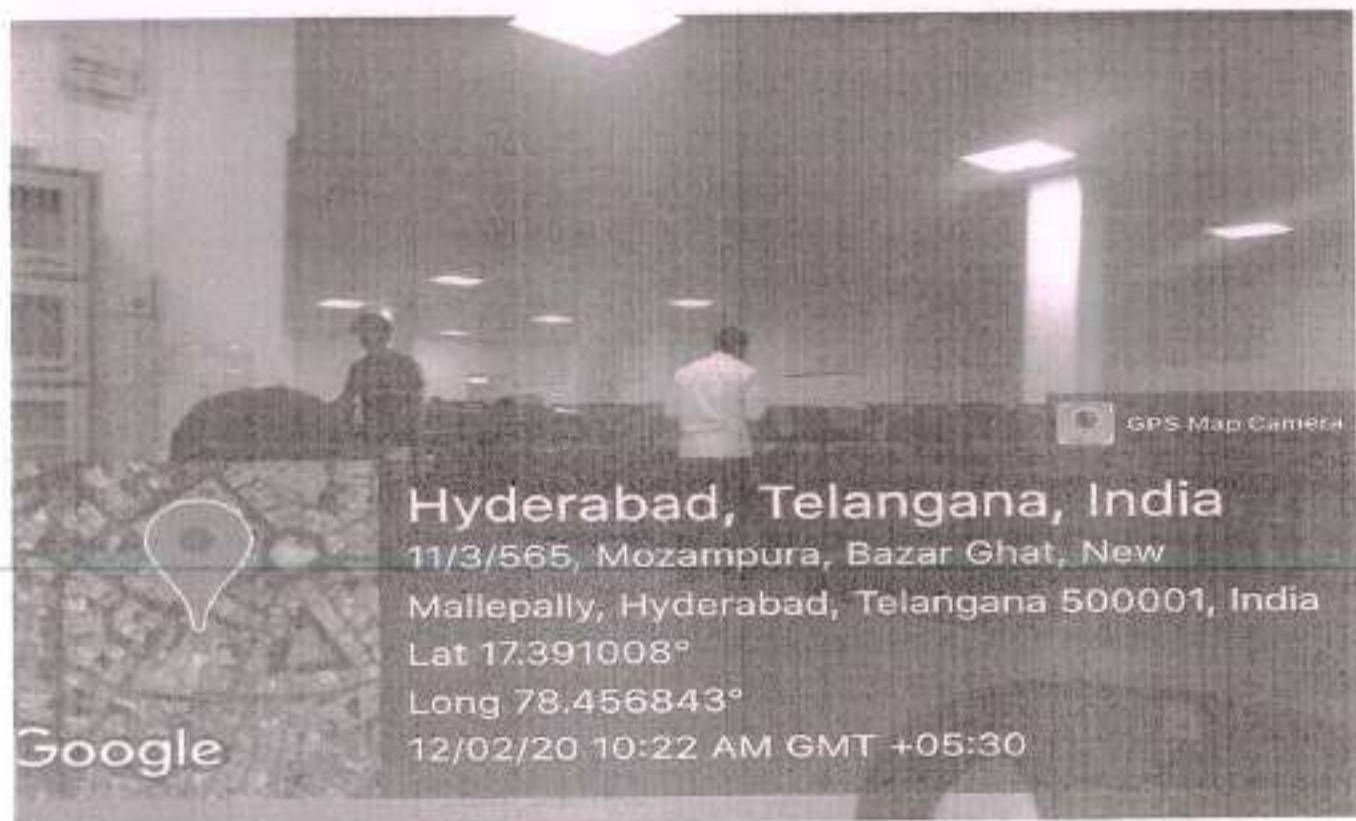 GPS Map Camera
Hyderabad, Telangana, India
11/3/565, Mozampura, Bazar Ghat, New
Mallepally, Hyderabad, Telangana 500001, India
Lat 17.391008°
Long 78.456843°
12/02/20 10:22 AM GMT +05:30
Google